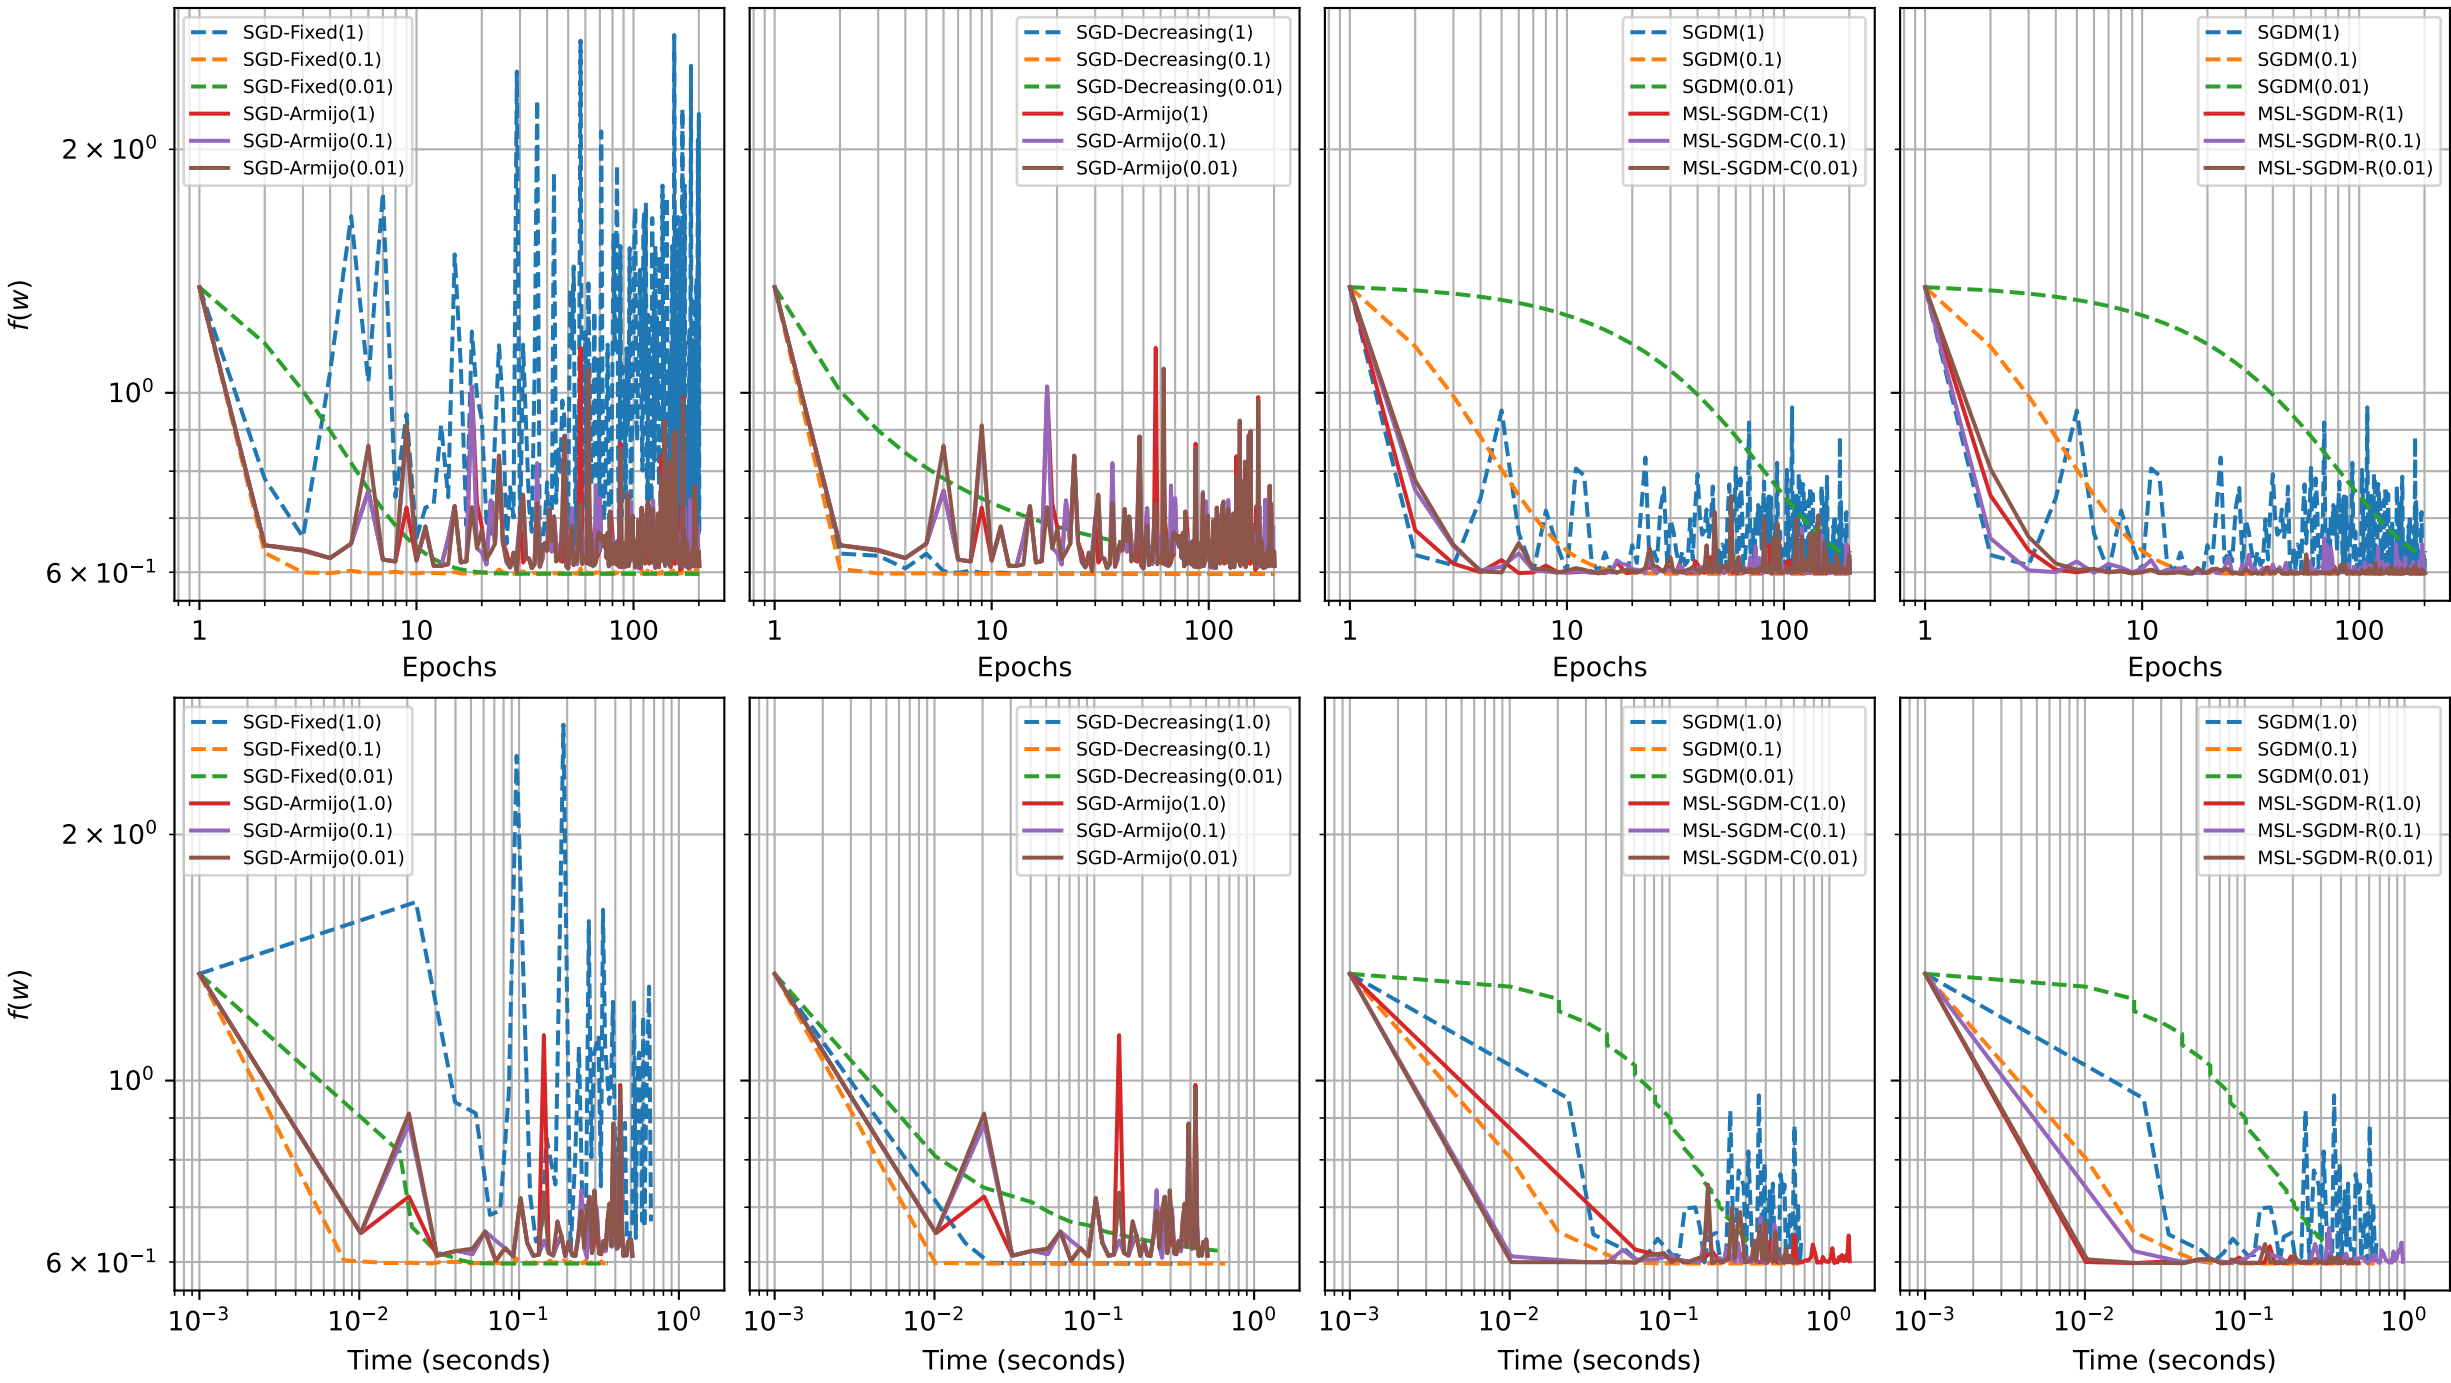 f(w)
2 × 10⁰
10⁰
6 × 10⁻¹
SGD-Fixed(1)
SGD-Fixed(0.1)
SGD-Fixed(0.01)
SGD-Armijo(1)
SGD-Armijo(0.1)
SGD-Armijo(0.01)
1 10 100
Epochs
SGD-Decreasing(1)
SGD-Decreasing(0.1)
SGD-Decreasing(0.01)
SGD-Armijo(1)
SGD-Armijo(0.1)
SGD-Armijo(0.01)
1 10 100
Epochs
SGDM(1)
SGDM(0.1)
SGDM(0.01)
MSL-SGDM-C(1)
MSL-SGDM-C(0.1)
MSL-SGDM-C(0.01)
1 10 100
Epochs
SGDM(1)
SGDM(0.1)
SGDM(0.01)
MSL-SGDM-R(1)
MSL-SGDM-R(0.1)
MSL-SGDM-R(0.01)
1 10 100
Epochs
f(w)
2 × 10⁰
10⁰
6 × 10⁻¹
SGD-Fixed(1.0)
SGD-Fixed(0.1)
SGD-Fixed(0.01)
SGD-Armijo(1.0)
SGD-Armijo(0.1)
SGD-Armijo(0.01)
10⁻³ 10⁻² 10⁻¹ 10⁰
Time (seconds)
SGD-Decreasing(1.0)
SGD-Decreasing(0.1)
SGD-Decreasing(0.01)
SGD-Armijo(1.0)
SGD-Armijo(0.1)
SGD-Armijo(0.01)
10⁻³ 10⁻² 10⁻¹ 10⁰
Time (seconds)
SGDM(1.0)
SGDM(0.1)
SGDM(0.01)
MSL-SGDM-C(1.0)
MSL-SGDM-C(0.1)
MSL-SGDM-C(0.01)
10⁻³ 10⁻² 10⁻¹ 10⁰
Time (seconds)
SGDM(1.0)
SGDM(0.1)
SGDM(0.01)
MSL-SGDM-R(1.0)
MSL-SGDM-R(0.1)
MSL-SGDM-R(0.01)
10⁻³ 10⁻² 10⁻¹ 10⁰
Time (seconds)